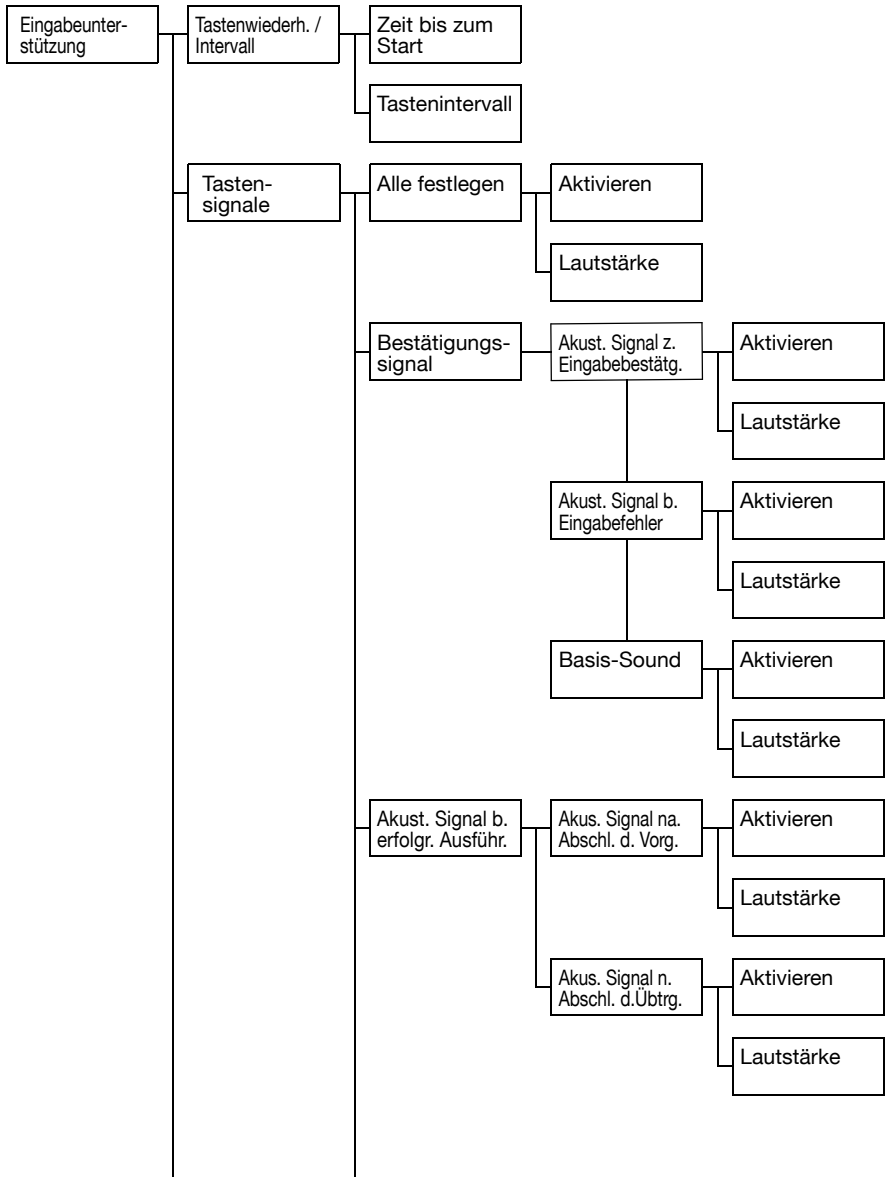 Eingabeunter-
stützung
Tastenwiederh. /
Intervall
Zeit bis zum
Start
Tastenintervall
Tasten-
signale
Alle festlegen
Aktivieren
Lautstärke
Bestätigungs-
signal
Akust. Signal z.
Eingabebestätg.
Aktivieren
Lautstärke
Akust. Signal b.
Eingabefehler
Aktivieren
Lautstärke
Basis-Sound
Aktivieren
Lautstärke
Akust. Signal b.
erfolgr. Ausführ.
Akus. Signal na.
Abschl. d. Vorg.
Aktivieren
Lautstärke
Akus. Signal n.
Abschl. d.Übtrg.
Aktivieren
Lautstärke